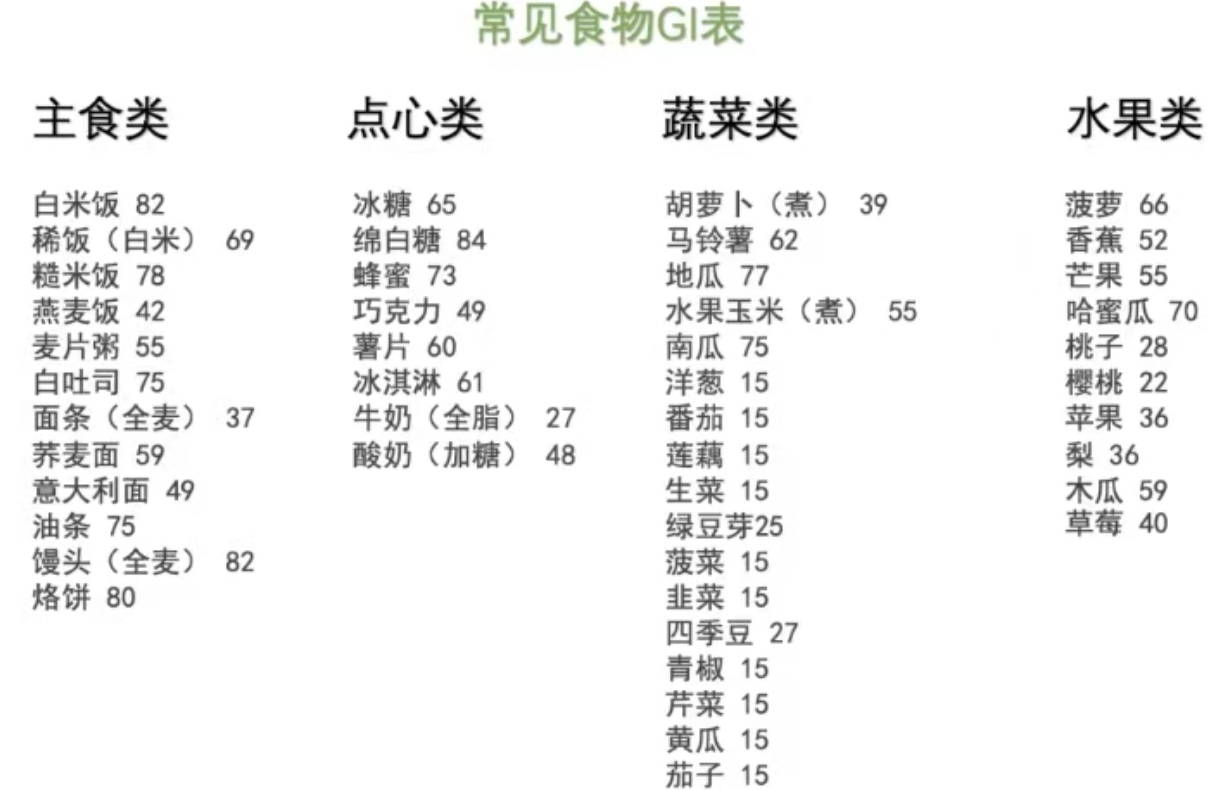 常见食物GI表
主食类
白米饭 82
稀饭（白米） 69
糙米饭 78
燕麦饭 42
麦片粥 55
白吐司 75
面条（全麦） 37
荞麦面 59
意大利面 49
油条 75
馒头（全麦） 82
烙饼 80
点心类
冰糖 65
绵白糖 84
蜂蜜 73
巧克力 49
薯片 60
冰淇淋 61
牛奶（全脂） 27
酸奶（加糖） 48
蔬菜类
胡萝卜（煮） 39
马铃薯 62
地瓜 77
水果玉米（煮） 55
南瓜 75
洋葱 15
番茄 15
莲藕 15
生菜 15
绿豆芽25
菠菜 15
韭菜 15
四季豆 27
青椒 15
芹菜 15
黄瓜 15
茄子 15
水果类
菠萝 66
香蕉 52
芒果 55
哈蜜瓜 70
桃子 28
樱桃 22
苹果 36
梨 36
木瓜 59
草莓 40